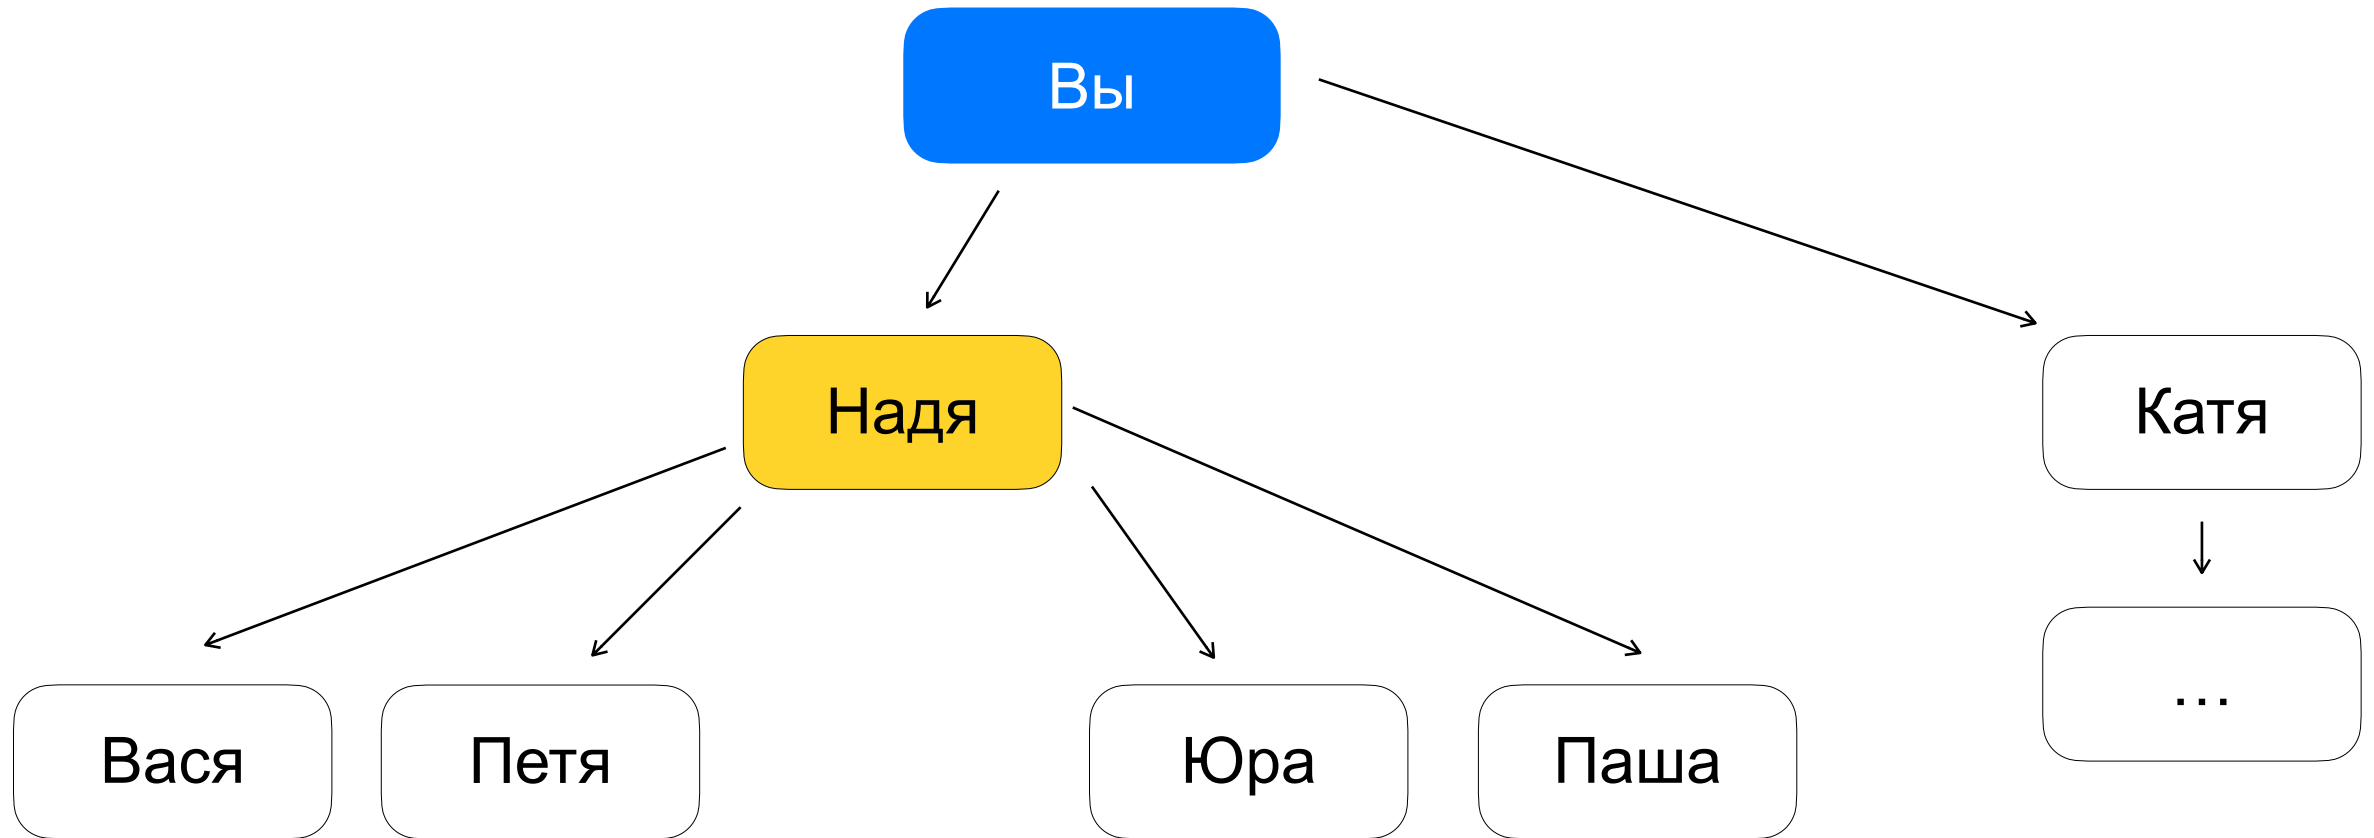 Вы
Надя
Катя
Вася
Петя
Юра
Паша
...